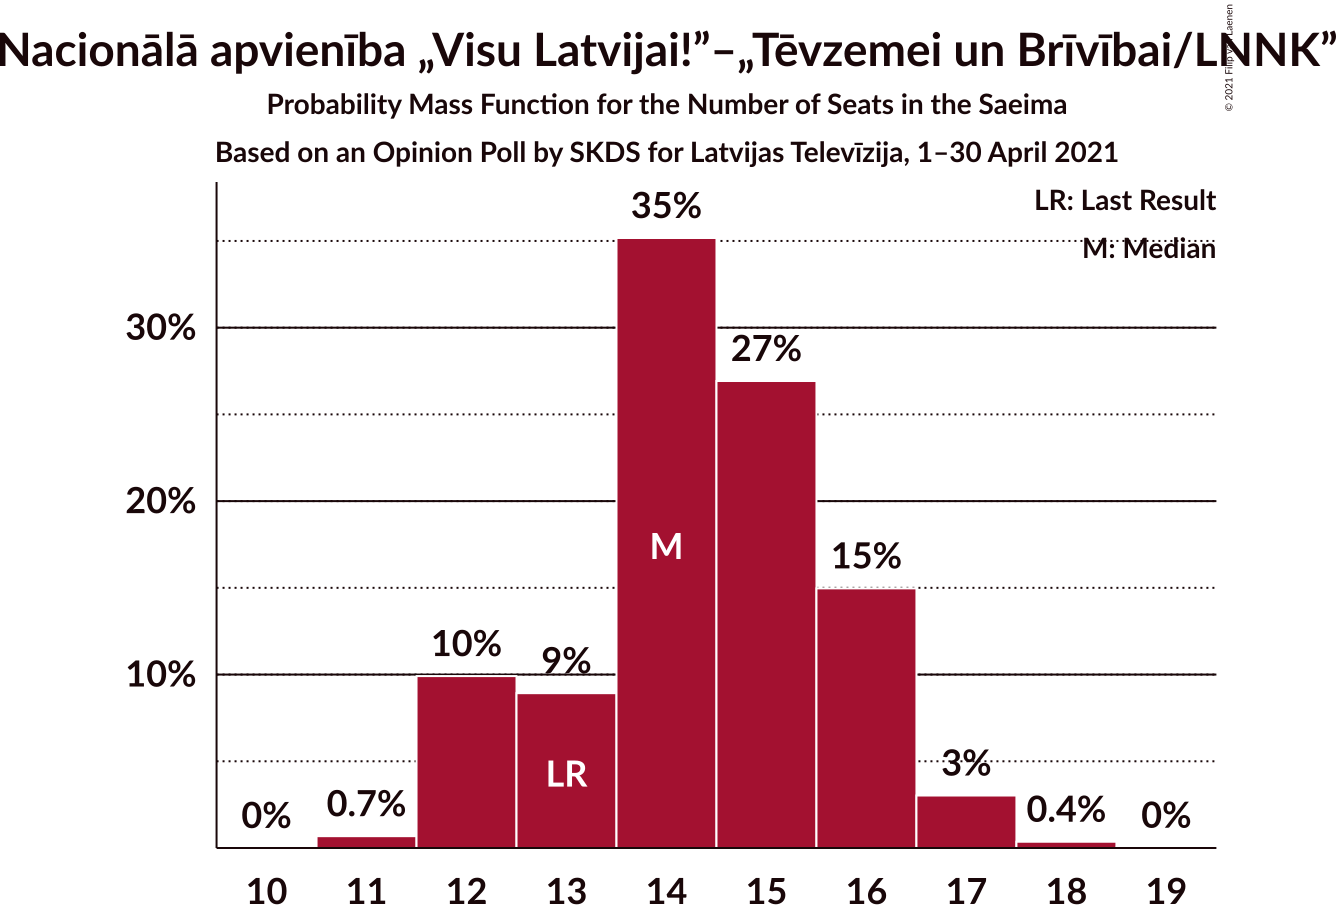 Nacionālā apvienība „Visu Latvijai!”–„Tēvzemei un Brīvībai/LNNK”
© 2021 Filip van Laenen
Probability Mass Function for the Number of Seats in the Saeima
Based on an Opinion Poll by SKDS for Latvijas Televīzija, 1–30 April 2021
LR: Last Result
M: Median
35%
30%
27%
20%
M
15%
10%
9%
10%
LR
3%
0%
0.7%
0.4%
0%
10 11 12 13 14 15 16 17 18 19